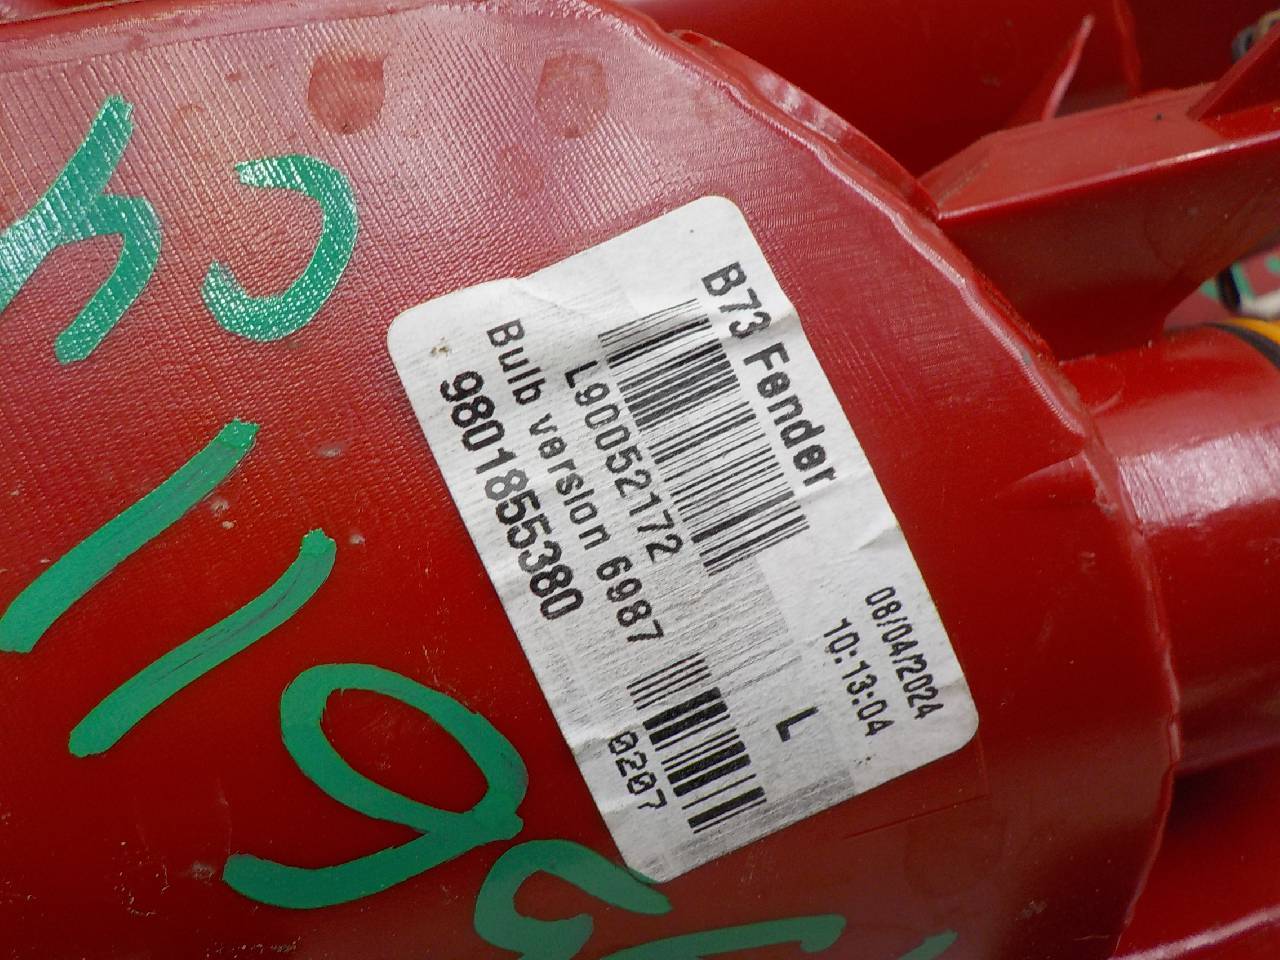 B73 Fender
L90052172
Bulb version 6987
9801855380
08/04/2024
10:13:04
L
0207